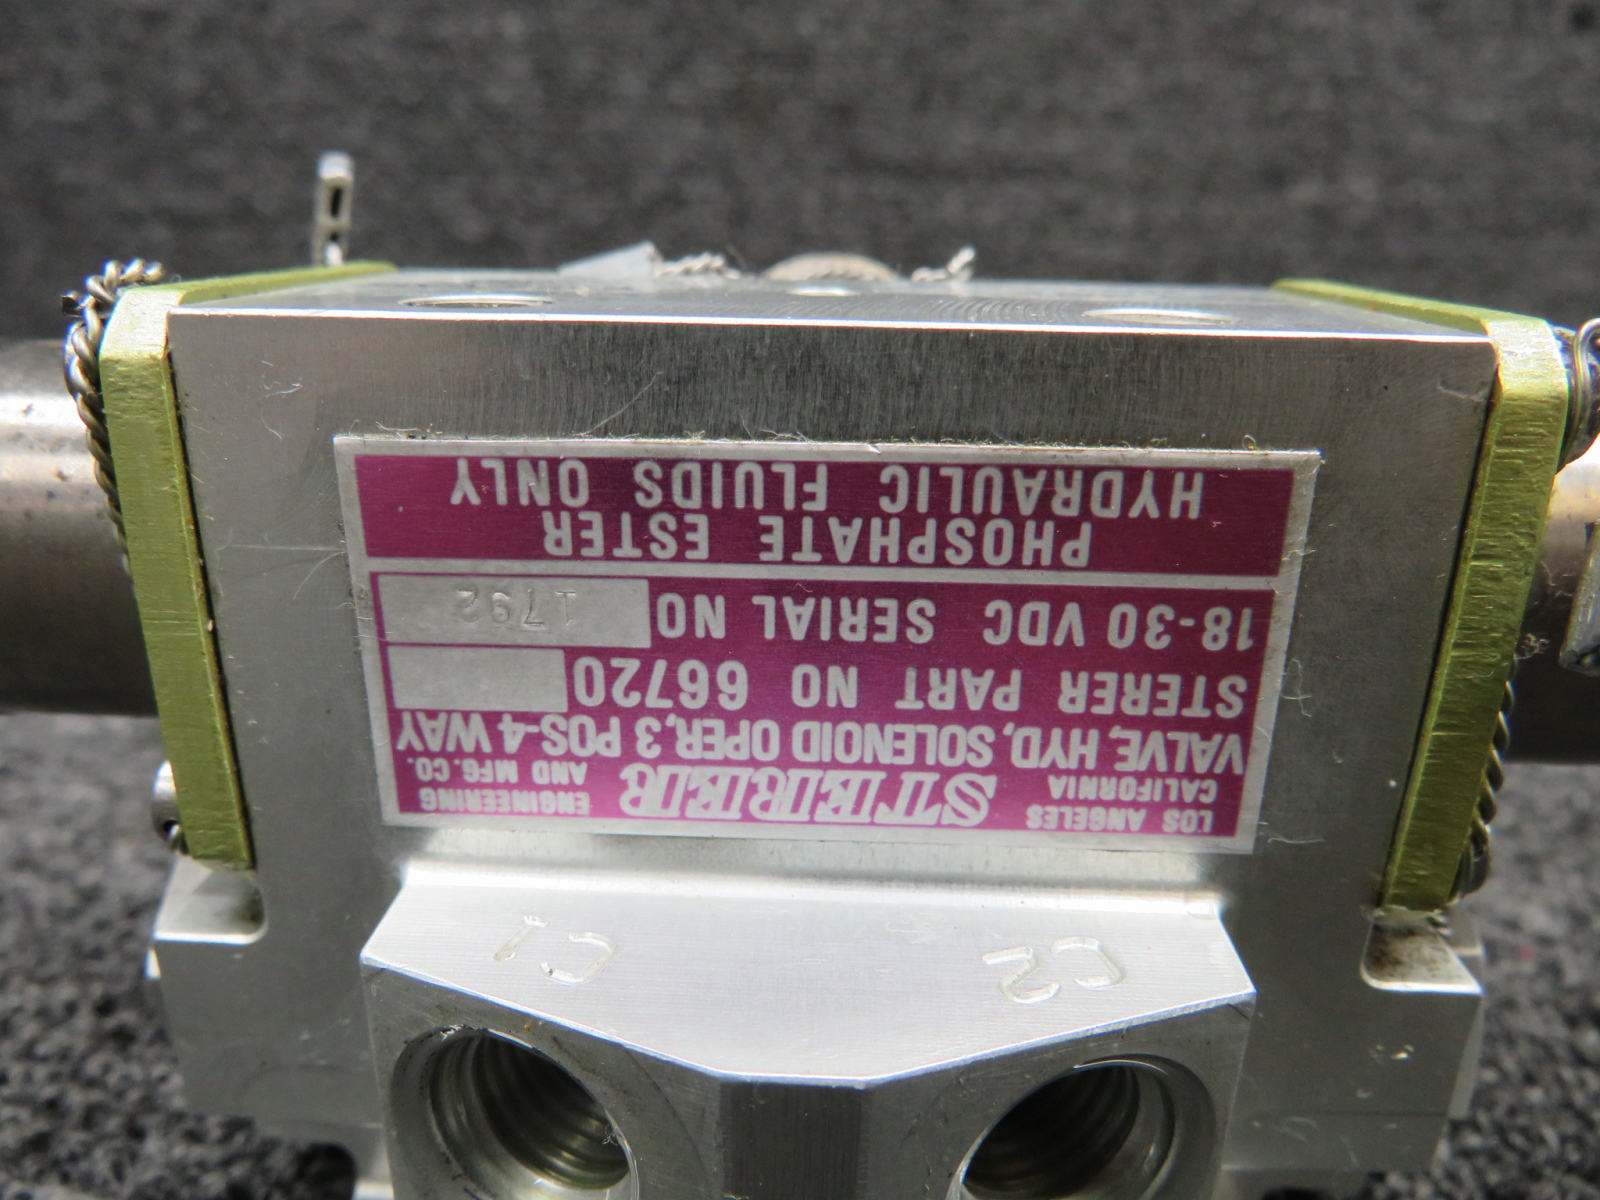 LOS ANGELES CALIFORNIA STERER ENGINEERING AND MFG. CO.
VALVE, HYD, SOLENOID OPER, 3 POS-4 WAY
STERER PART NO 66720
18-30 VDC SERIAL NO 1792
PHOSPHATE ESTER
HYDRAULIC FLUIDS ONLY
C2 C1